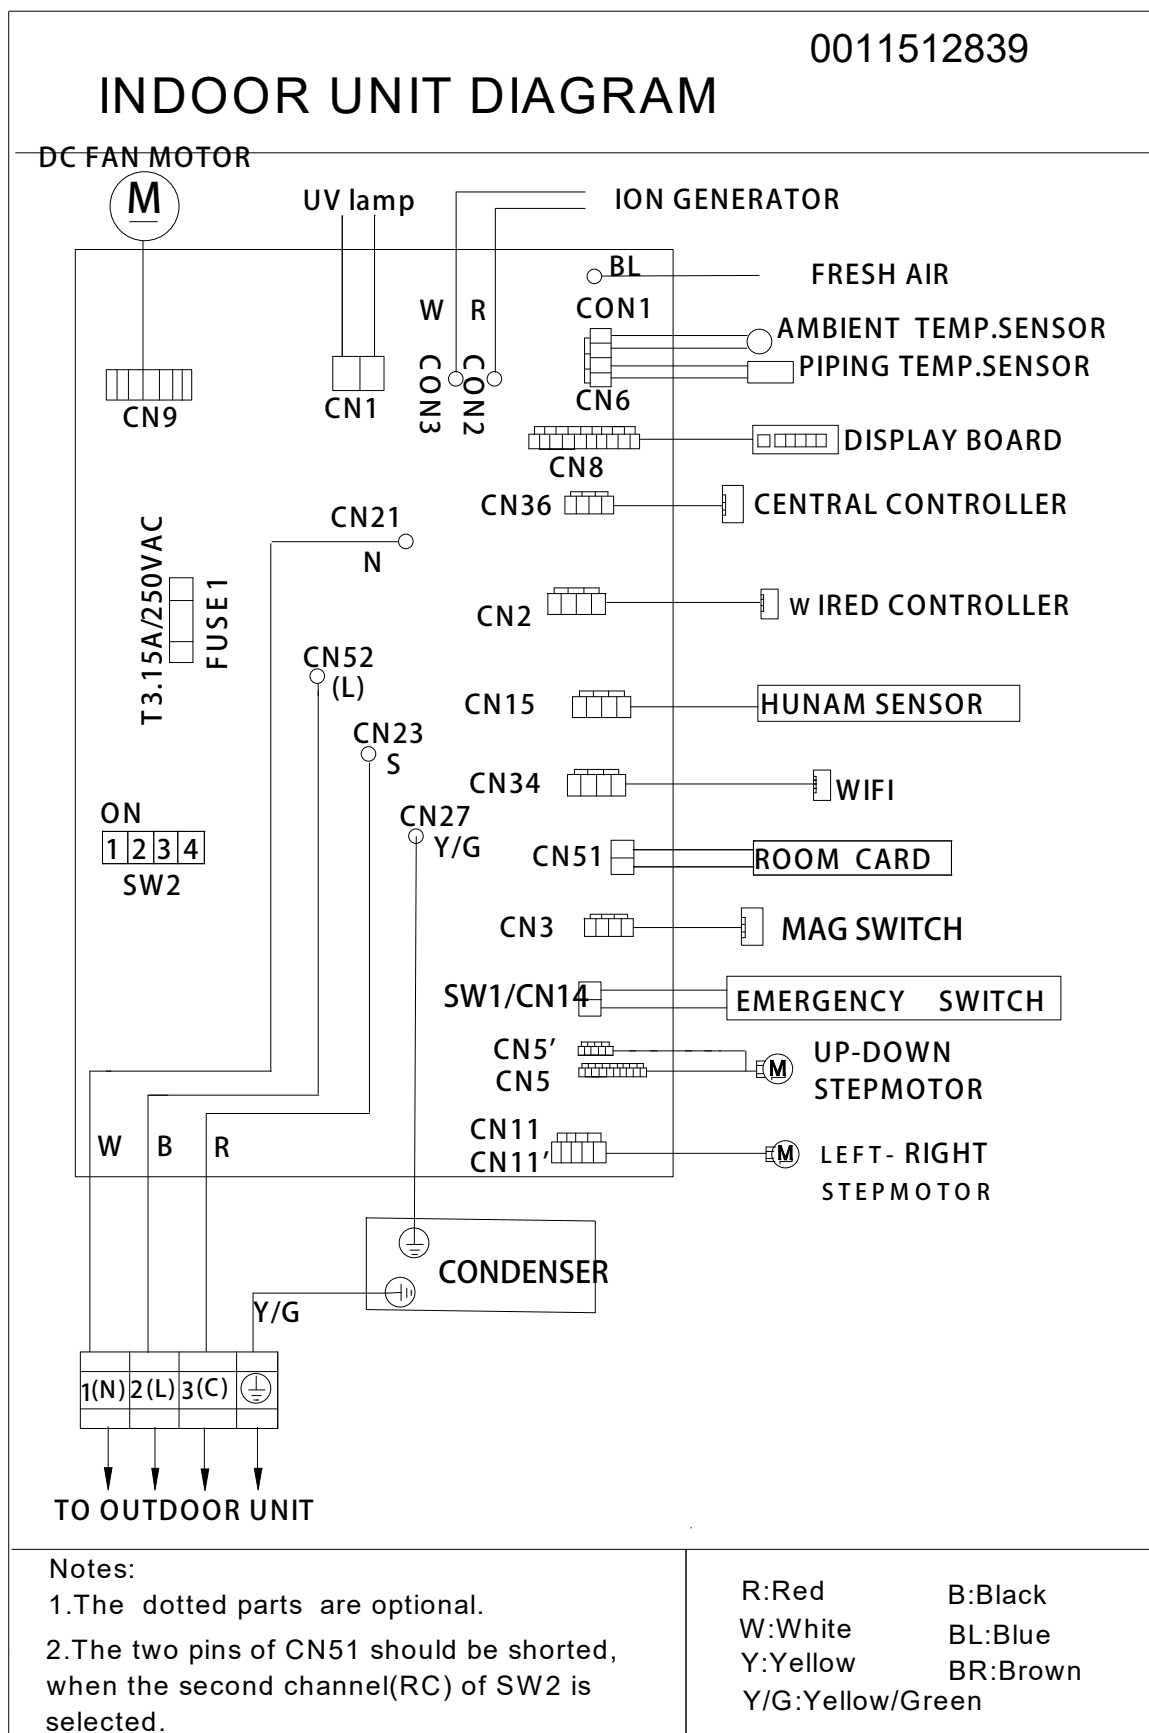 0011512839
INDOOR UNIT DIAGRAM
DC FAN MOTOR
M
UV lamp
ION GENERATOR
BL
FRESH AIR
W
R
CON1
AMBIENT TEMP.SENSOR
PIPING TEMP.SENSOR
CN9
CN1
CON3
CON2
CN6
DISPLAY BOARD
CN8
CN36
CENTRAL CONTROLLER
CN21
N
T3.15A/250VAC
FUSE1
CN2
w IRED CONTROLLER
CN52
(L)
CN15
HUNAM SENSOR
CN23
S
CN34
WIFI
CN27
Y/G
ON
1 2 3 4
SW2
CN51
ROOM CARD
CN3
MAG SWITCH
SW1/CN14
EMERGENCY SWITCH
CN5’
CN5
M
UP-DOWN
STEPMOTOR
W
B
R
CN11
CN11’
M
LEFT- RIGHT
STEPMOTOR
CONDENSER
Y/G
1(N) 2(L) 3(C)
TO OUTDOOR UNIT
Notes:
1.The dotted parts are optional.
2.The two pins of CN51 should be shorted,
when the second channel(RC) of SW2 is
selected.
R:Red
B:Black
W:White
BL:Blue
Y:Yellow
BR:Brown
Y/G:Yellow/Green